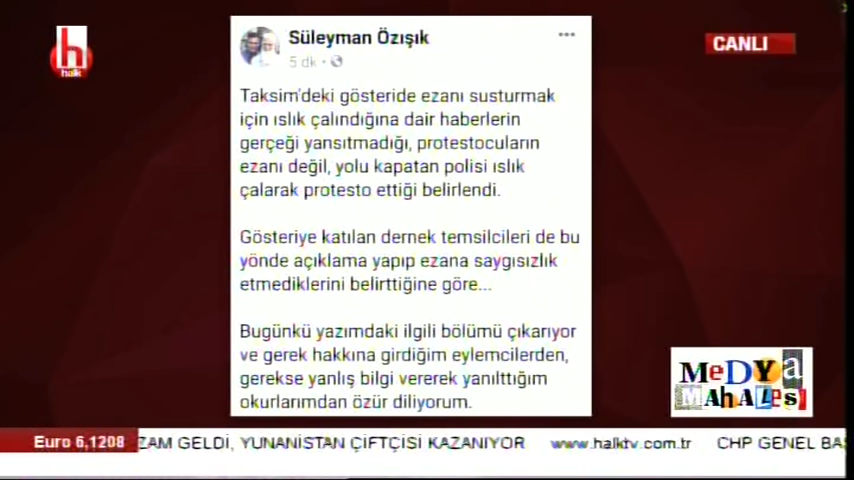 h
halk
CANLI
Süleyman Özışık
5 dk
Taksim'deki gösteride ezanı susturmak
için ıslık çalındığına dair haberlerin
gerçeği yansıtmadığı, protestocuların
ezanı değil, yolu kapatan polisi ıslık
çalarak protesto ettiği belirlendi.
Gösteriye katılan dernek temsilcileri de bu
yönde açıklama yapıp ezana saygısızlık
etmediklerini belirttiğine göre...
Bugünkü yazımdaki ilgili bölümü çıkarıyor
ve gerek hakkına girdiğim eylemcilerden,
gerekse yanlış bilgi vererek yanılttığım
okurlarımdan özür diliyorum.
MeDYa
MAHALESİ
Euro 6,1208 ZAM GELDİ, YUNANİSTAN ÇİFTÇİSİ KAZANIYOR www.halktv.com.tr CHP GENEL BAŞ